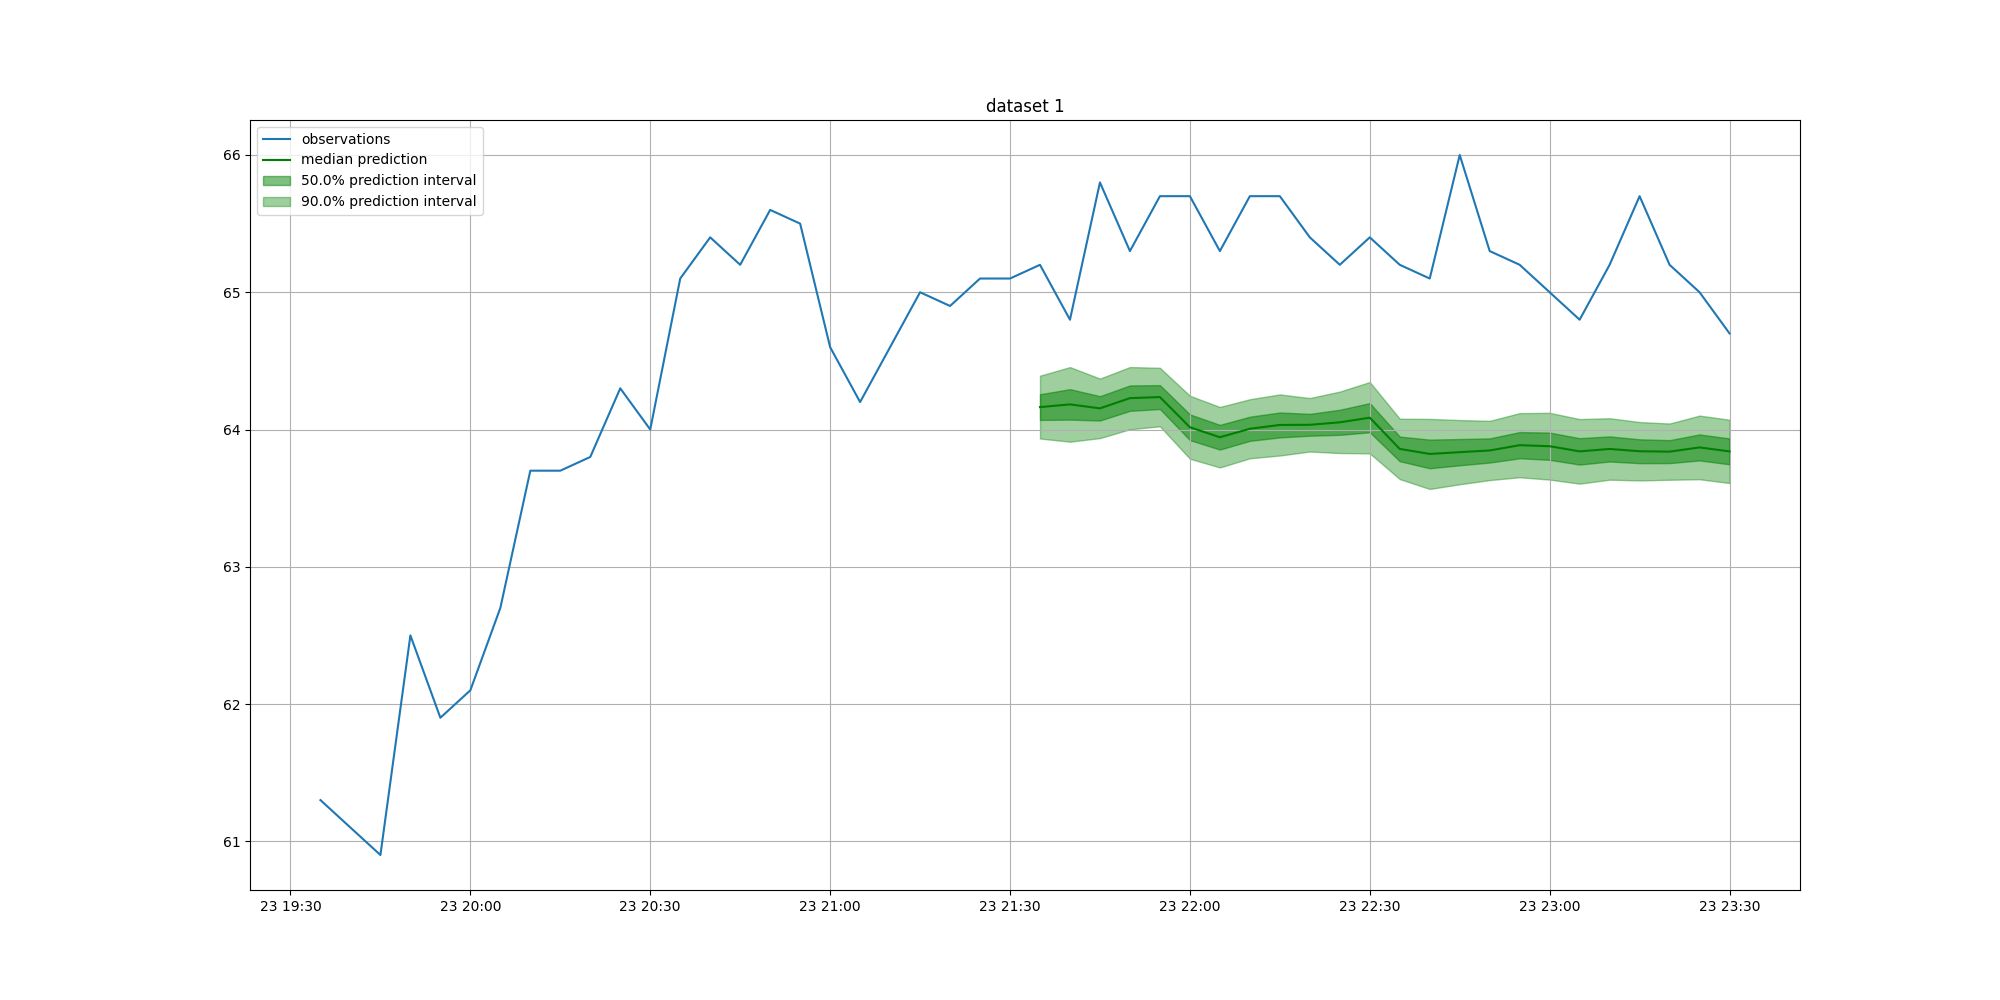 dataset 1
observations
median prediction
50.0% prediction interval
90.0% prediction interval
66
65
64
63
62
61
23 19:30 23 20:00 23 20:30 23 21:00 23 21:30 23 22:00 23 22:30 23 23:00 23 23:30